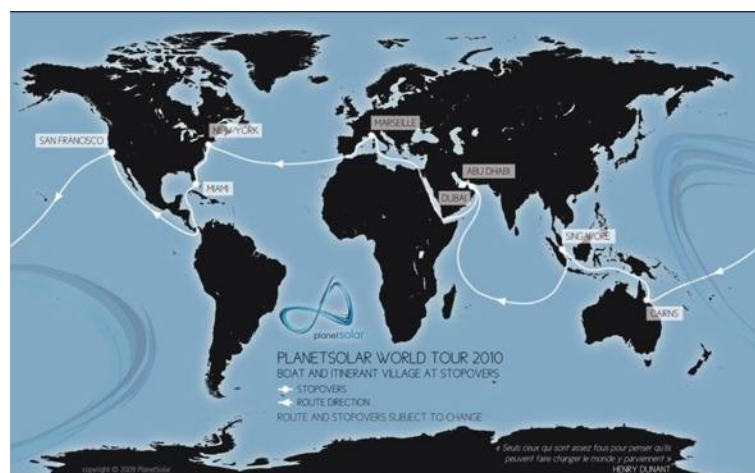 MARSEILLE
NEW YORK
SAN FRANCISCO
ABU DHABI
MIAMI
DUBAI
SINGAPORE
CAIRNS
planetsolar
PLANETSOLAR WORLD TOUR 2010
BOAT AND ITINERANT VILLAGE AT STOPOVERS
STOPOVERS
ROUTE DIRECTION
ROUTE AND STOPOVERS SUBJECT TO CHANGE
« Seuls ceux qui sont assez fous pour penser qu'ils
peuvent faire changer le monde y parviennent »
HENRY DUNANT
copyright © 2009 PlanetSolar